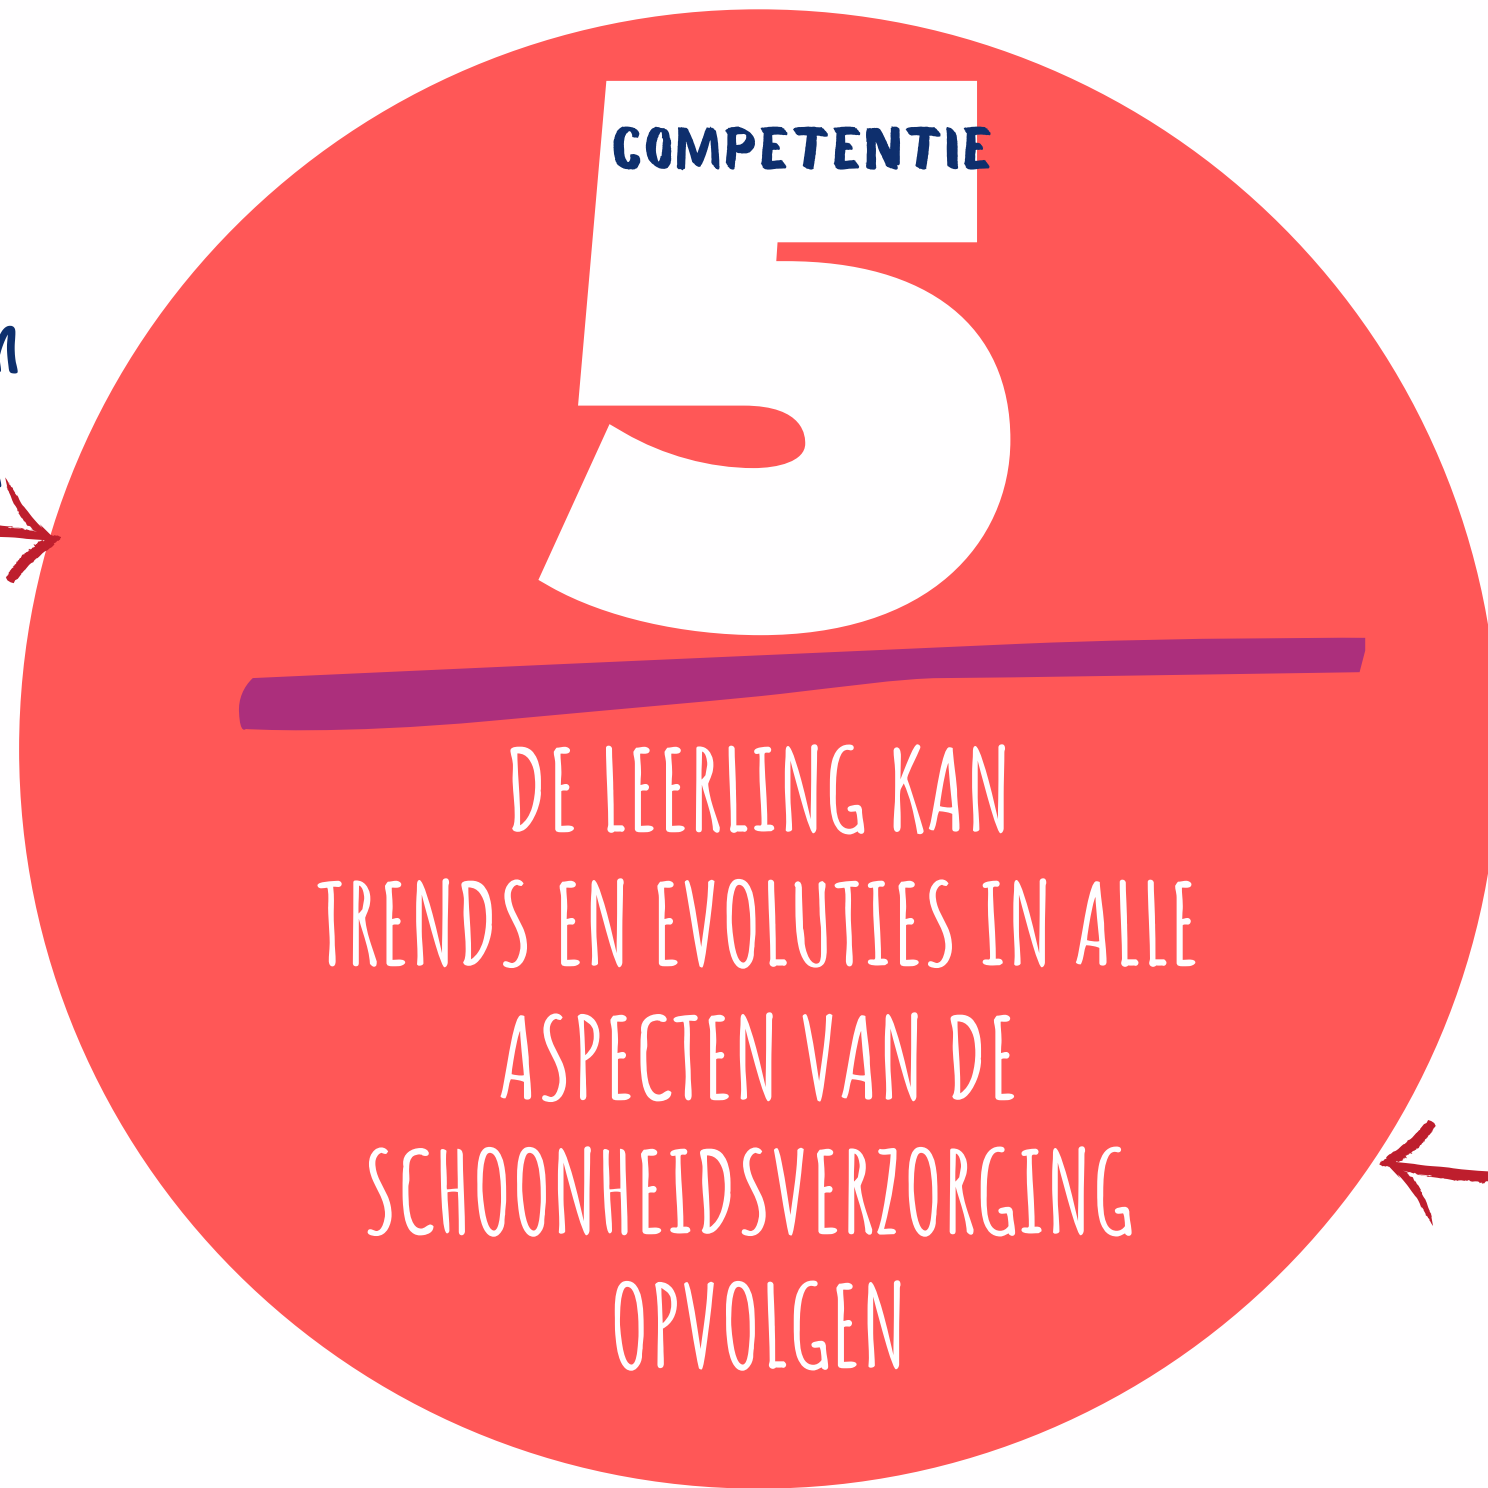 COMPETENTIE
5
DE LEERLING KAN
TRENDS EN EVOLUTIES IN ALLE
ASPECTEN VAN DE
SCHOONHEIDSVERZORGING
OPVOLGEN